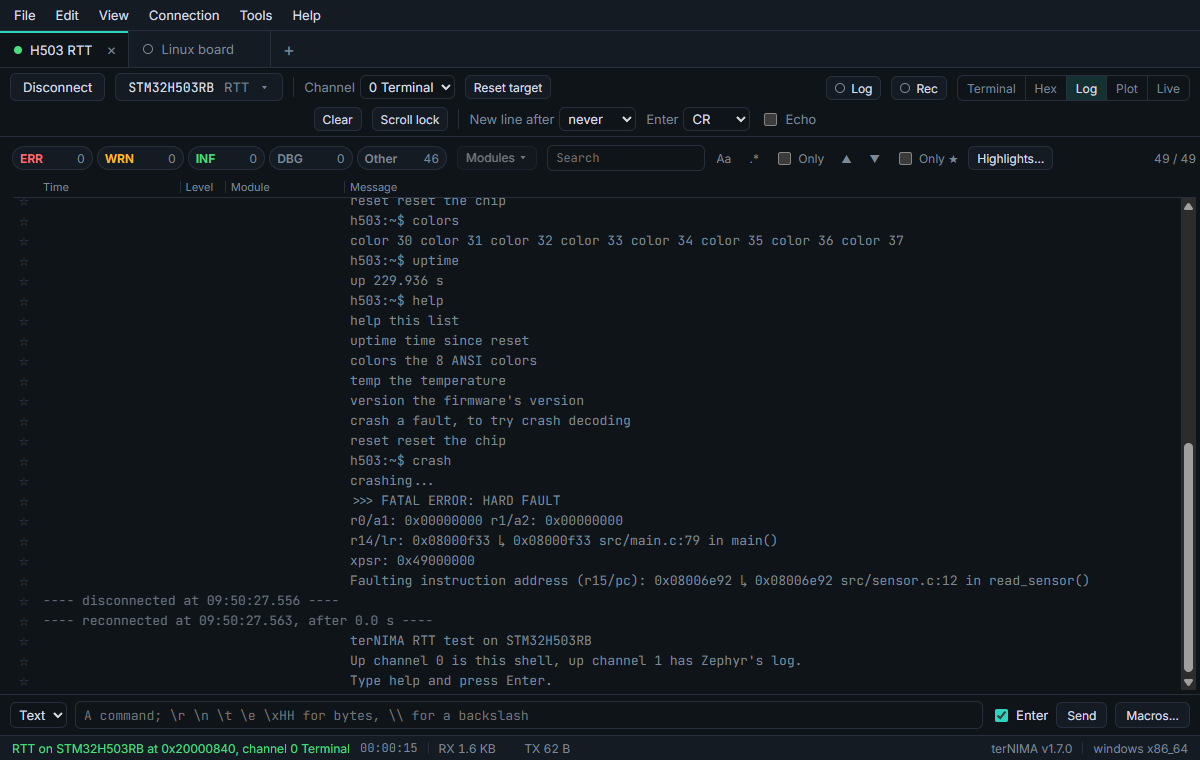 File Edit View Connection Tools Help
H503 RTT × Linux board +
Disconnect STM32H503RB RTT Channel 0 Terminal Reset target Log Rec Terminal Hex Log Plot Live
Clear Scroll lock New line after never Enter CR Echo
ERR 0 WRN 0 INF 0 DBG 0 Other 46 Modules Search Aa .* Only ▲ ▼ Only ★ Highlights... 49 / 49
Time Level Module Message
reset reset the chip
h503:~$ colors
color 30 color 31 color 32 color 33 color 34 color 35 color 36 color 37
h503:~$ uptime
up 229.936 s
h503:~$ help
help this list
uptime time since reset
colors the 8 ANSI colors
temp the temperature
version the firmware's version
crash a fault, to try crash decoding
reset reset the chip
h503:~$ crash
crashing...
>>> FATAL ERROR: HARD FAULT
r0/a1: 0x00000000 r1/a2: 0x00000000
r14/lr: 0x08000f33 ↳ 0x08000f33 src/main.c:79 in main()
xpsr: 0x49000000
Faulting instruction address (r15/pc): 0x08006e92 ↳ 0x08006e92 src/sensor.c:12 in read_sensor()
---- disconnected at 09:50:27.556 ----
---- reconnected at 09:50:27.563, after 0.0 s ----
terNIMA RTT test on STM32H503RB
Up channel 0 is this shell, up channel 1 has Zephyr's log.
Type help and press Enter.
Text A command; \r \n \t \e \xHH for bytes, \\ for a backslash Enter Send Macros...
RTT on STM32H503RB at 0x20000840, channel 0 Terminal 00:00:15 RX 1.6 KB TX 62 B terNIMA v1.7.0 windows x86_64